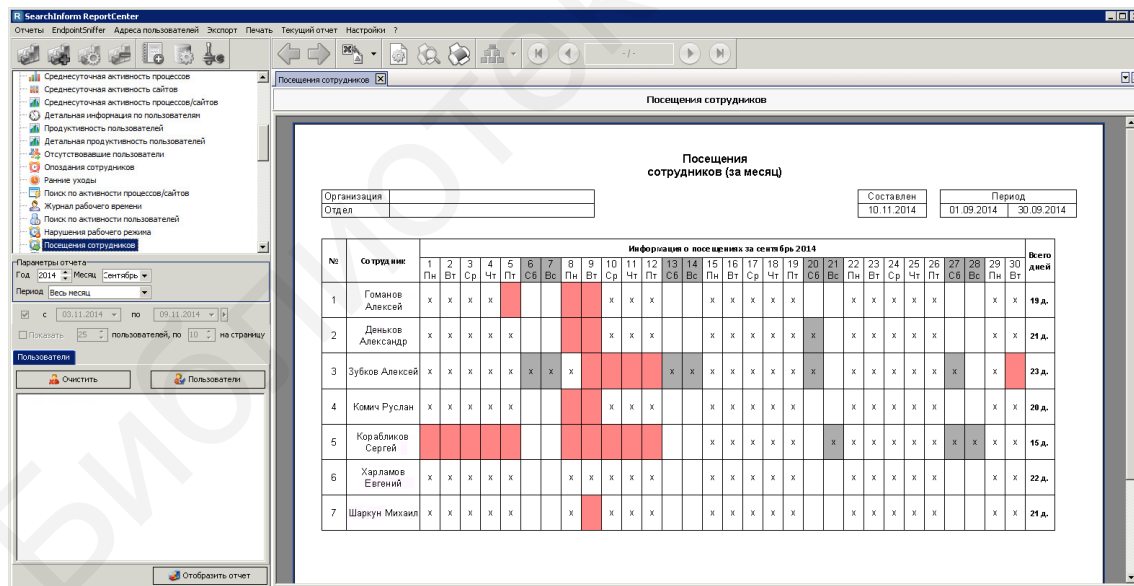 SearchInform ReportCenter
Отчеты EndpointSniffer Адреса пользователей Экспорт Печать Текущий отчет Настройки ?
- / -
Среднесуточная активность процессов
Среднесуточная активность сайтов
Среднесуточная активность процессов/сайтов
Детальная информация по пользователям
Продуктивность пользователей
Детальная продуктивность пользователей
Отсутствовавшие пользователи
Опоздания сотрудников
Ранние уходы
Поиск по активности процессов/сайтов
Журнал рабочего времени
Поиск по активности пользователей
Нарушения рабочего режима
Посещения сотрудников
Параметры отчета
Год 2014 Месяц Сентябрь
Период Весь месяц
с 03.11.2014 по 09.11.2014
Показать 25 пользователей, по 10 на страницу
Пользователи
Очистить Пользователи
Отобразить отчет
Посещения сотрудников
Посещения сотрудников
Посещения
сотрудников (за месяц)
Организация Составлен Период
Отдел 10.11.2014 01.09.2014 30.09.2014
№ Сотрудник Информация о посещениях за сентябрь 2014 Всего дней
1 2 3 4 5 6 7 8 9 10 11 12 13 14 15 16 17 18 19 20 21 22 23 24 25 26 27 28 29 30
Пн Вт Ср Чт Пт Сб Вс Пн Вт Ср Чт Пт Сб Вс Пн Вт Ср Чт Пт Сб Вс Пн Вт Ср Чт Пт Сб Вс Пн Вт
1 Гоманов Алексей x x x x x x x x x x x x x x x x x x x 19 д.
2 Деньков Александр x x x x x x x x x x x x x x x x x x x x x 21 д.
3 Зубков Алексей x x x x x x x x x x x x x x x x x x x x x x x 23 д.
4 Комич Руслан x x x x x x x x x x x x x x x x x x x x 20 д.
5 Корабликов Сергей x x x x x x x x x x x x x x x 15 д.
6 Харламов Евгений x x x x x x x x x x x x x x x x x x x x x x 22 д.
7 Шаркун Михаил x x x x x x x x x x x x x x x x x x x x x 21 д.